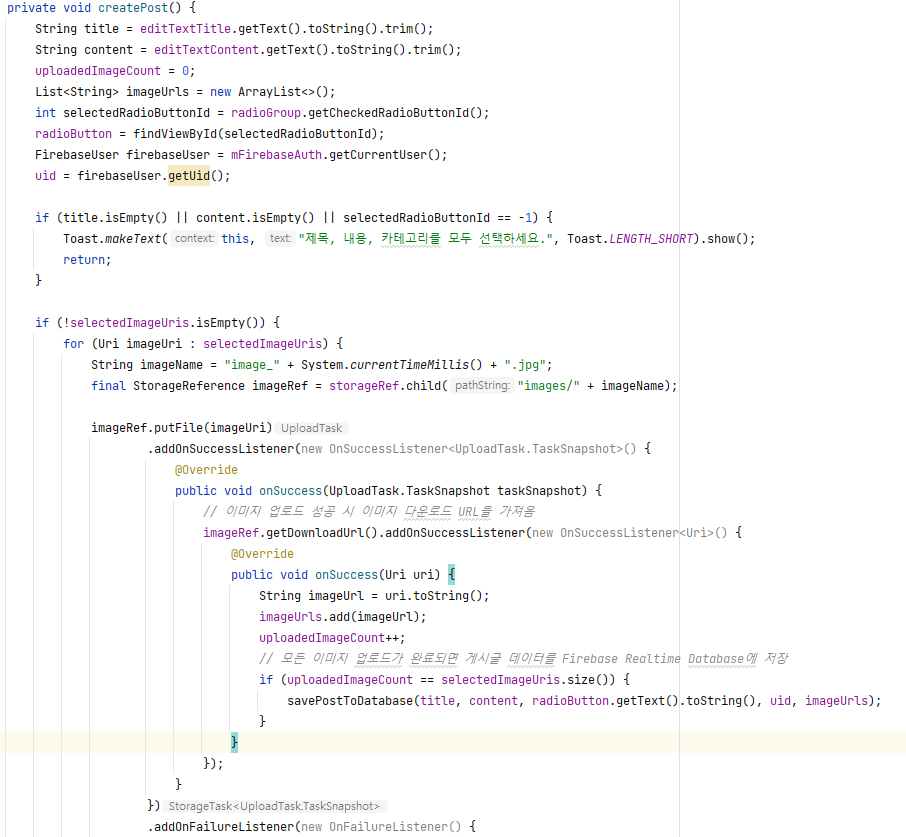 private void createPost() {
String title = editTextTitle.getText().toString().trim();
String content = editTextContent.getText().toString().trim();
uploadedImageCount = 0;
List<String> imageUrls = new ArrayList<>();
int selectedRadioButtonId = radioGroup.getCheckedRadioButtonId();
radioButton = findViewById(selectedRadioButtonId);
FirebaseUser firebaseUser = mFirebaseAuth.getCurrentUser();
uid = firebaseUser.getUid();
if (title.isEmpty() || content.isEmpty() || selectedRadioButtonId == -1) {
Toast.makeText( context: this, text: "제목, 내용, 카테고리를 모두 선택하세요.", Toast.LENGTH_SHORT).show();
return;
}
if (!selectedImageUris.isEmpty()) {
for (Uri imageUri : selectedImageUris) {
String imageName = "image_" + System.currentTimeMillis() + ".jpg";
final StorageReference imageRef = storageRef.child( pathString: "images/" + imageName);
imageRef.putFile(imageUri) UploadTask
.addOnSuccessListener(new OnSuccessListener<UploadTask.TaskSnapshot>() {
@Override
public void onSuccess(UploadTask.TaskSnapshot taskSnapshot) {
// 이미지 업로드 성공 시 이미지 다운로드 URL을 가져옴
imageRef.getDownloadUrl().addOnSuccessListener(new OnSuccessListener<Uri>() {
@Override
public void onSuccess(Uri uri) {
String imageUrl = uri.toString();
imageUrls.add(imageUrl);
uploadedImageCount++;
// 모든 이미지 업로드가 완료되면 게시글 데이터를 Firebase Realtime Database에 저장
if (uploadedImageCount == selectedImageUris.size()) {
savePostToDatabase(title, content, radioButton.getText().toString(), uid, imageUrls);
}
}
});
}
}) StorageTask<UploadTask.TaskSnapshot>
.addOnFailureListener(new OnFailureListener() {